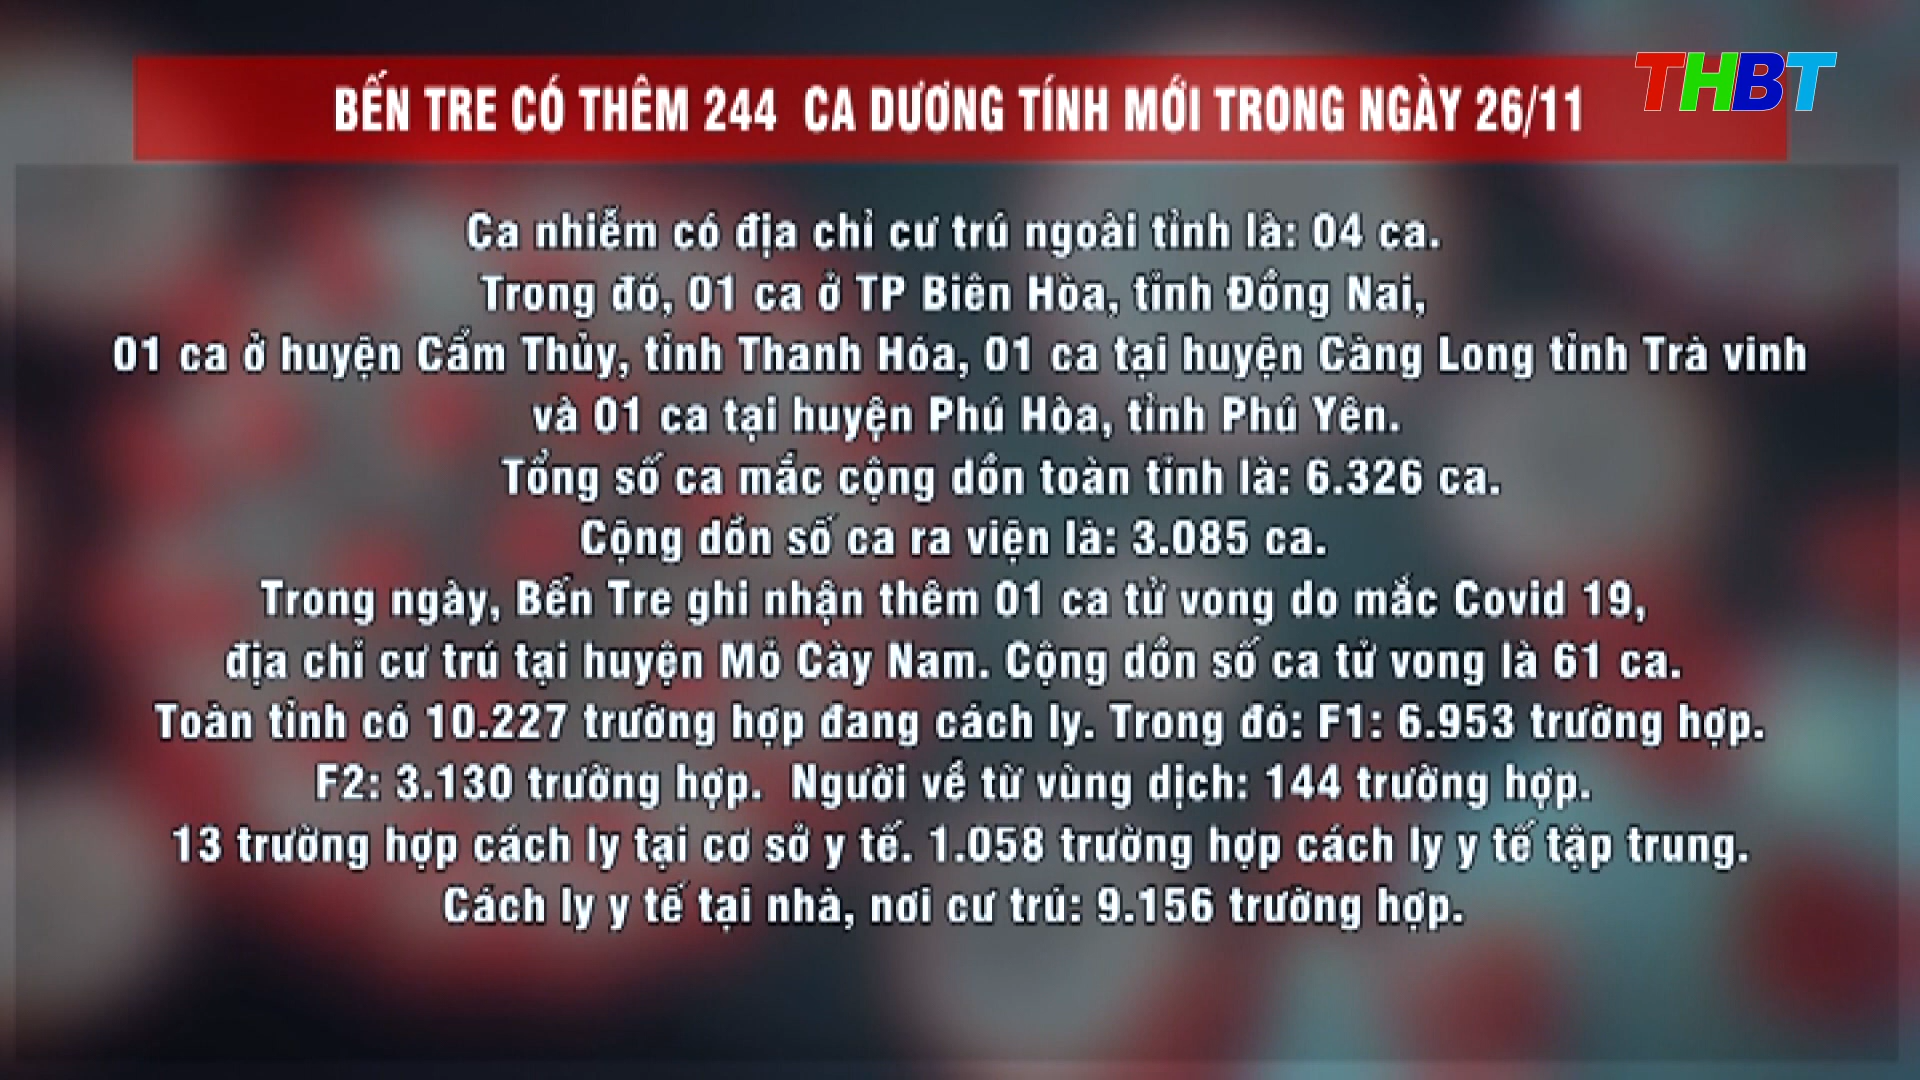 THBT
BẾN TRE CÓ THÊM 244 CA DƯƠNG TÍNH MỚI TRONG NGÀY 26/11
Ca nhiễm có địa chỉ cư trú ngoài tỉnh là: 04 ca.
Trong đó, 01 ca ở TP Biên Hòa, tỉnh Đồng Nai,
01 ca ở huyện Cẩm Thủy, tỉnh Thanh Hóa, 01 ca tại huyện Càng Long tỉnh Trà vinh
và 01 ca tại huyện Phú Hòa, tỉnh Phú Yên.
Tổng số ca mắc cộng dồn toàn tỉnh là: 6.326 ca.
Cộng dồn số ca ra viện là: 3.085 ca.
Trong ngày, Bến Tre ghi nhận thêm 01 ca tử vong do mắc Covid 19,
địa chỉ cư trú tại huyện Mỏ Cày Nam. Cộng dồn số ca tử vong là 61 ca.
Toàn tỉnh có 10.227 trường hợp đang cách ly. Trong đó: F1: 6.953 trường hợp.
F2: 3.130 trường hợp. Người về từ vùng dịch: 144 trường hợp.
13 trường hợp cách ly tại cơ sở y tế. 1.058 trường hợp cách ly y tế tập trung.
Cách ly y tế tại nhà, nơi cư trú: 9.156 trường hợp.